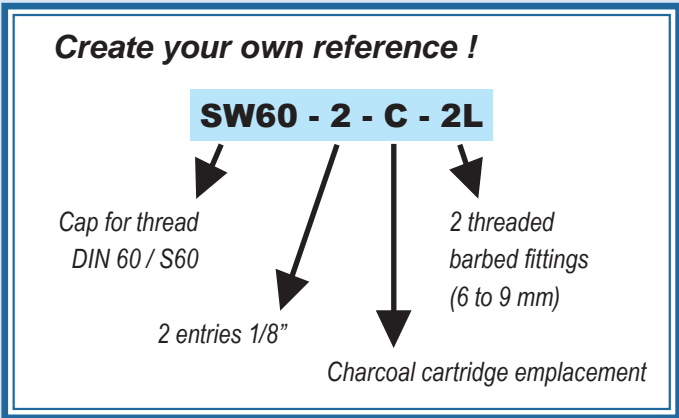 Create your own reference !
SW60 - 2 - C - 2L
Cap for thread
DIN 60 / S60
2 threaded
barbed fittings
(6 to 9 mm)
2 entries 1/8”
Charcoal cartridge emplacement